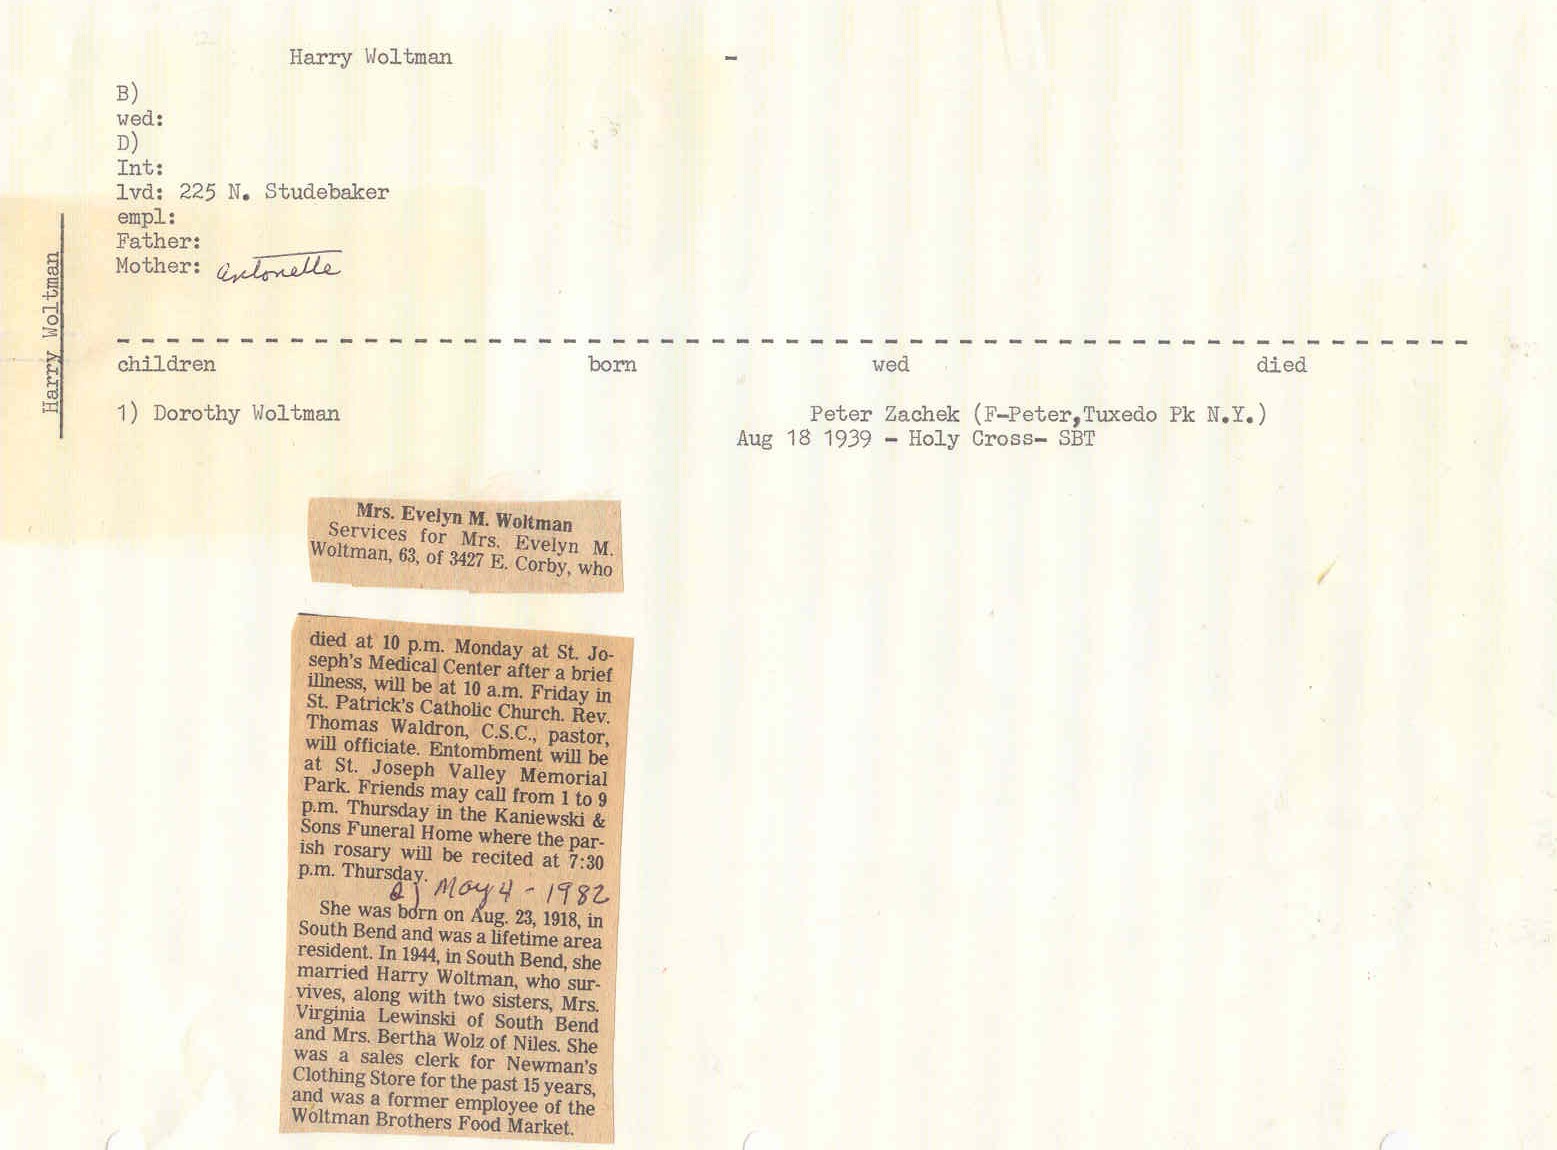 Harry Woltman -
B)
wed:
D)
Int:
lvd: 225 N. Studebaker
empl:
Father:
Mother: Antonette
Harry Woltman
children born wed died
1) Dorothy Woltman Peter Zachek (F-Peter,Tuxedo Pk N.Y.)
Aug 18 1939 - Holy Cross- SBT
Mrs. Evelyn M. Woltman
Services for Mrs. Evelyn M.
Woltman, 63, of 3427 E. Corby, who
died at 10 p.m. Monday at St. Jo-
seph's Medical Center after a brief
illness, will be at 10 a.m. Friday in
St. Patrick's Catholic Church. Rev.
Thomas Waldron, C.S.C., pastor,
will officiate. Entombment will be
at St. Joseph Valley Memorial
Park. Friends may call from 1 to 9
p.m. Thursday in the Kaniewski &
Sons Funeral Home where the par-
ish rosary will be recited at 7:30
p.m. Thursday.
May 4 - 1982
She was born on Aug. 23, 1918, in
South Bend and was a lifetime area
resident. In 1944, in South Bend, she
married Harry Woltman, who sur-
vives, along with two sisters, Mrs.
Virginia Lewinski of South Bend
and Mrs. Bertha Wolz of Niles. She
was a sales clerk for Newman's
Clothing Store for the past 15 years,
and was a former employee of the
Woltman Brothers Food Market.